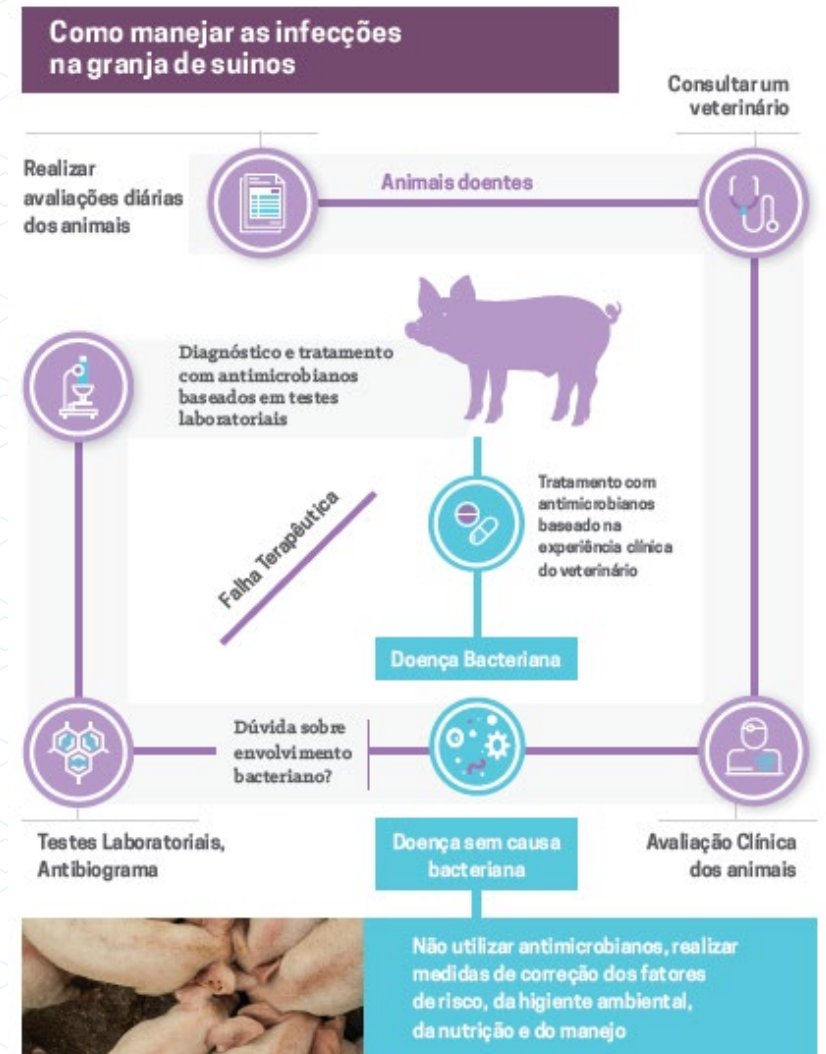 Como manejar as infecções
na granja de suinos
Consultar um
veterinário
Realizar
avaliações diárias
dos animais
Animais doentes
Diagnóstico e tratamento
com antimicrobianos
baseados em testes
laboratoriais
Tratamento com
antimicrobianos
baseado na
experiência clínica
do veterinário
Falha Terapêutica
Doença Bacteriana
Dúvida sobre
envolvimento
bacteriano?
Testes Laboratoriais,
Antibiograma
Doença sem causa
bacteriana
Avaliação Clínica
dos animais
Não utilizar antimicrobianos, realizar
medidas de correção dos fatores
de risco, da higiente ambiental,
da nutrição e do manejo